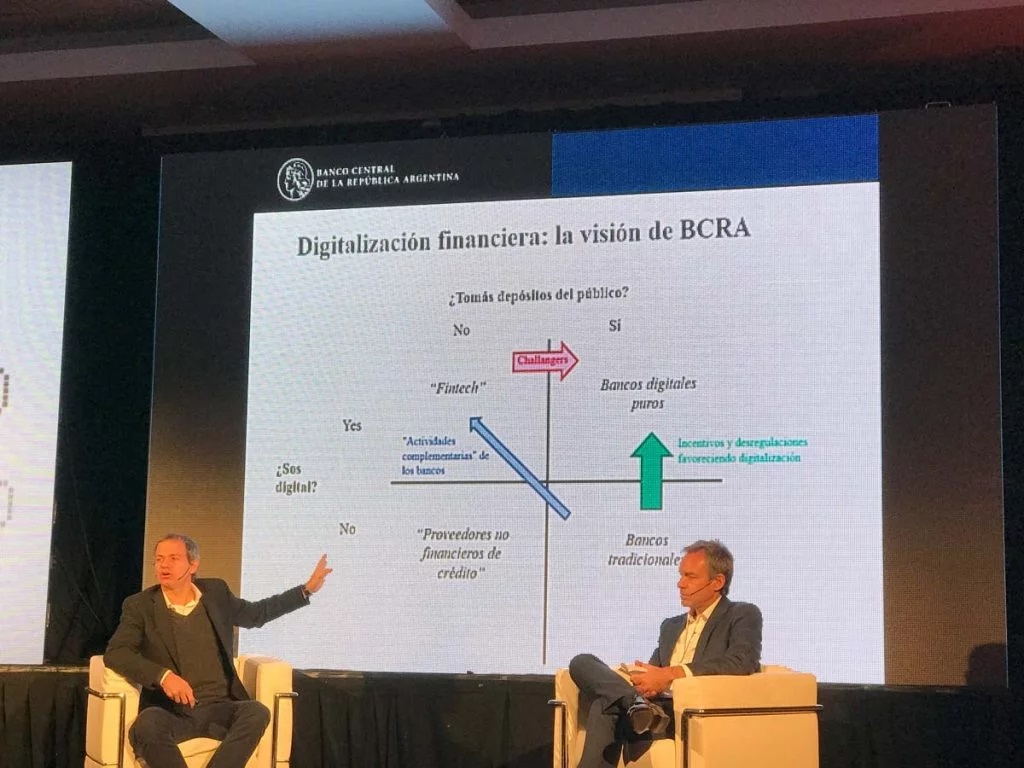 BANCO CENTRAL
DE LA REPÚBLICA ARGENTINA
Digitalización financiera: la visión de BCRA
¿Tomás depósitos del público?
No
Sí
Challangers
"Fintech"
Bancos digitales
puros
Yes
"Actividades
complementarias" de
los bancos
Incentivos y desregulaciones
favoreciendo digitalización
¿Sos
digital?
No
"Proveedores no
financieros de
crédito"
Bancos
tradicionale